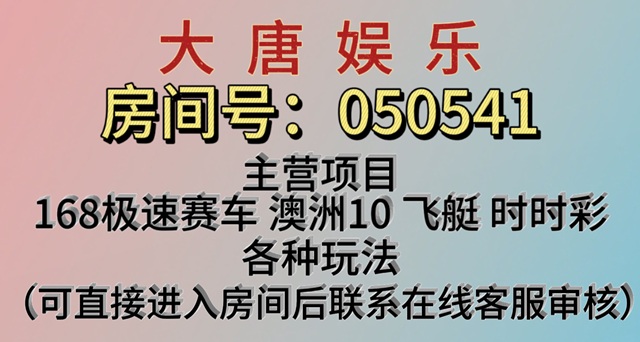 大唐娱乐
房间号：050541
主营项目
168极速赛车 澳洲10 飞艇 时时彩
各种玩法
（可直接进入房间后联系在线客服审核）